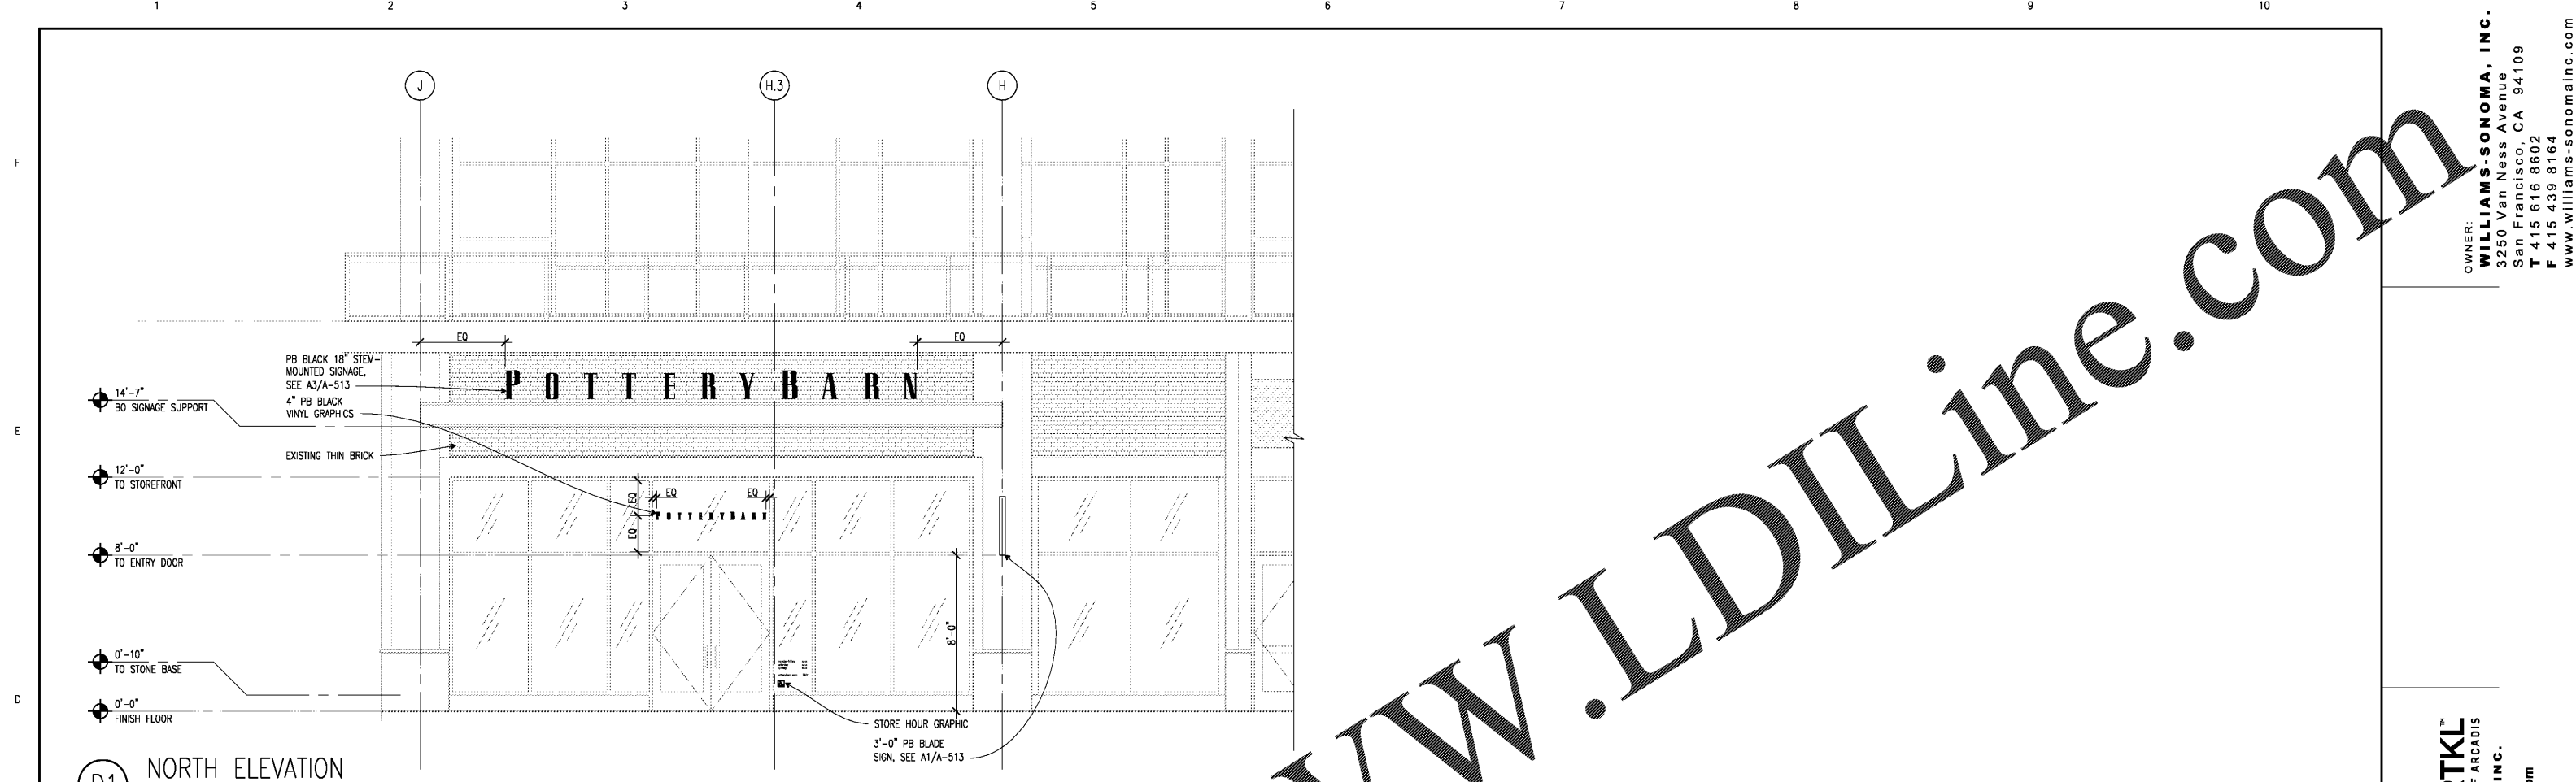 1 2 3 4 5 6 7 8 9 10
J H.3 H
F
E
D
EQ EQ
PB BLACK 18" STEM-
MOUNTED SIGNAGE,
SEE A3/A-513
4" PB BLACK
VINYL GRAPHICS
POTTERY BARN
14'-7"
BO SIGNAGE SUPPORT
EXISTING THIN BRICK
12'-0"
TO STOREFRONT
EQ EQ
EQ
EQ
POTTERY BARN
8'-0"
TO ENTRY DOOR
8'-0"
0'-10"
TO STONE BASE
0'-0"
FINISH FLOOR
STORE HOUR GRAPHIC
3'-0" PB BLADE
SIGN, SEE A1/A-513
D1
NORTH ELEVATION
W.LDILine.com
OWNER:
WILLIAMS-SONOMA, INC.
3250 Van Ness Avenue
San Francisco, CA 94109
T 415 616 8602
F 415 439 8164
www.williams-sonomainc.com
TKL™
F ARCADIS
INC.
om